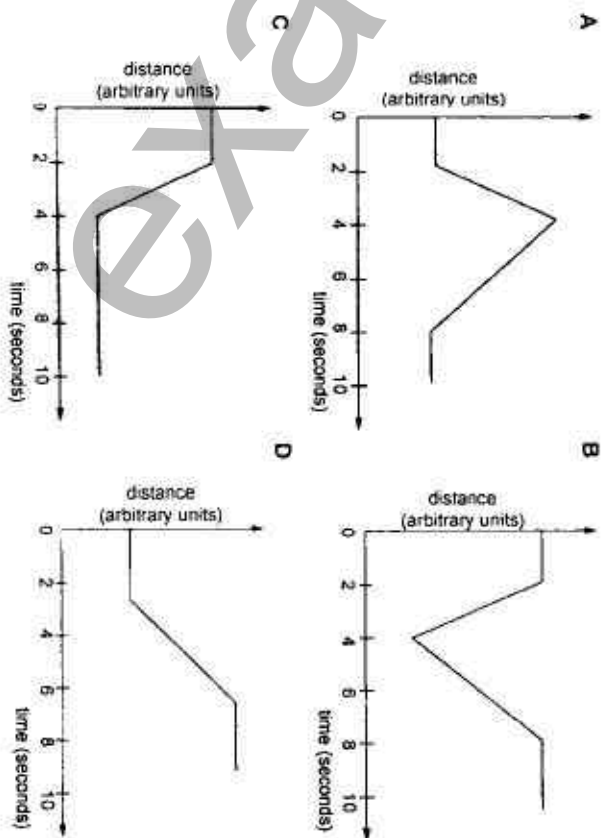 A
distance
(arbitrary units)
0 2 4 6 8 10
time (seconds)
B
distance
(arbitrary units)
0 2 4 6 8 10
time (seconds)
C
distance
(arbitrary units)
0 2 4 6 8 10
time (seconds)
D
distance
(arbitrary units)
0 2 4 6 8 10
time (seconds)
exa